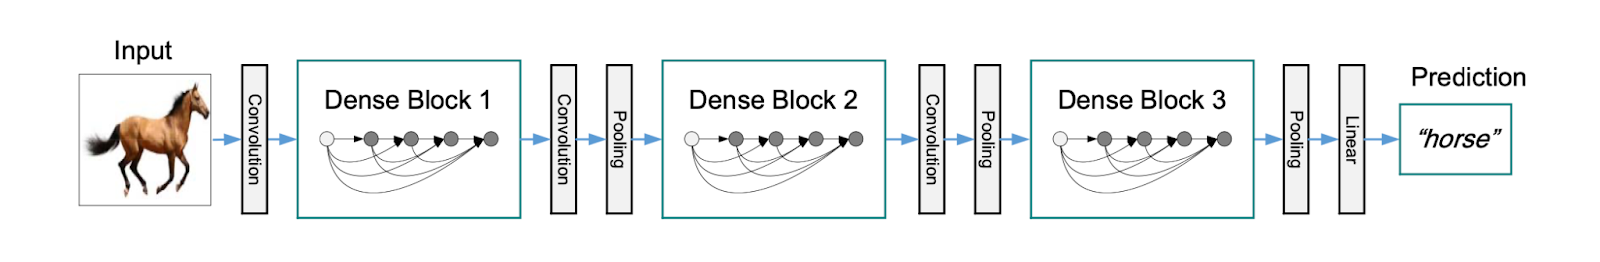 Input
Convolution
Dense Block 1
Convolution
Pooling
Dense Block 2
Convolution
Pooling
Dense Block 3
Pooling
Linear
Prediction
“horse”